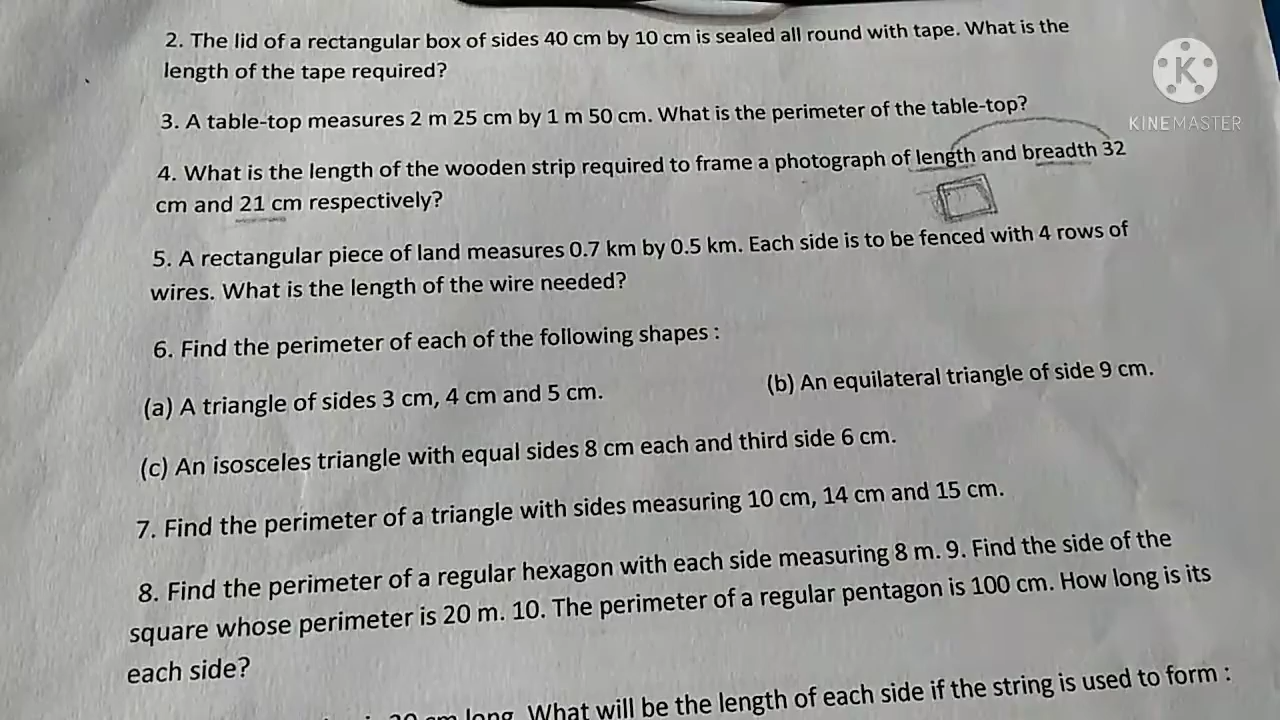 2. The lid of a rectangular box of sides 40 cm by 10 cm is sealed all round with tape. What is the
length of the tape required?
K
KINEMASTER
3. A table-top measures 2 m 25 cm by 1 m 50 cm. What is the perimeter of the table-top?
4. What is the length of the wooden strip required to frame a photograph of length and breadth 32
cm and 21 cm respectively?
5. A rectangular piece of land measures 0.7 km by 0.5 km. Each side is to be fenced with 4 rows of
wires. What is the length of the wire needed?
6. Find the perimeter of each of the following shapes :
(a) A triangle of sides 3 cm, 4 cm and 5 cm. (b) An equilateral triangle of side 9 cm.
(c) An isosceles triangle with equal sides 8 cm each and third side 6 cm.
7. Find the perimeter of a triangle with sides measuring 10 cm, 14 cm and 15 cm.
8. Find the perimeter of a regular hexagon with each side measuring 8 m. 9. Find the side of the
square whose perimeter is 20 m. 10. The perimeter of a regular pentagon is 100 cm. How long is its
each side?
cm long. What will be the length of each side if the string is used to form :